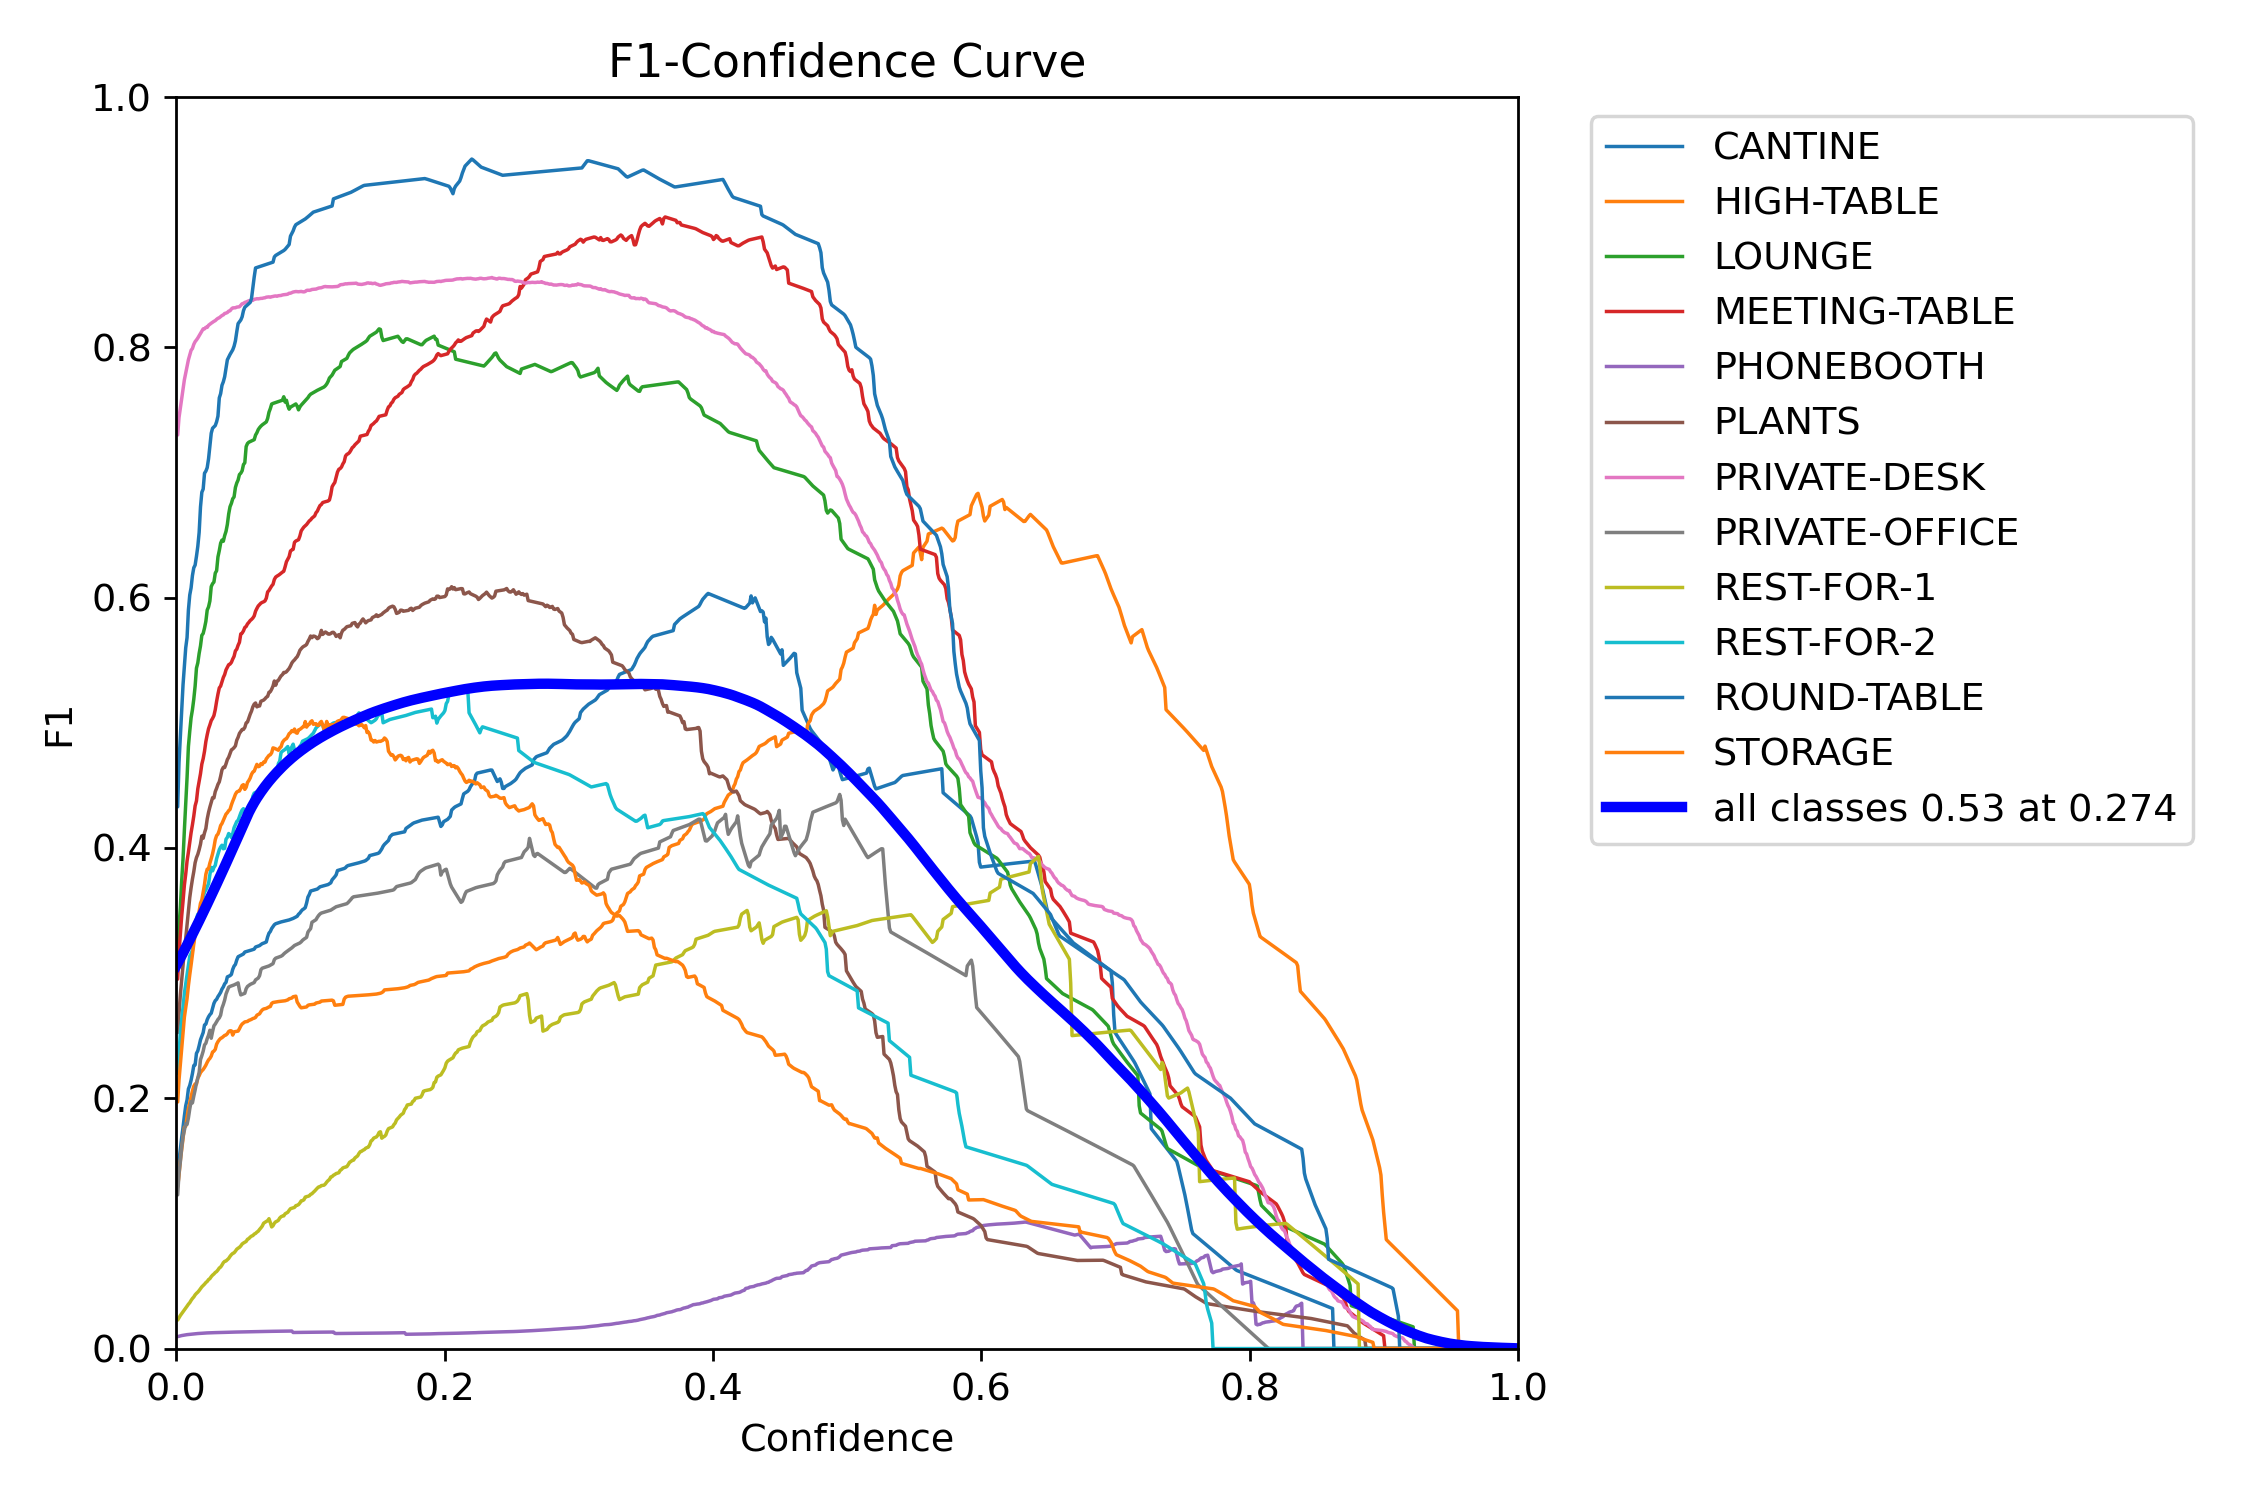 F1-Confidence Curve
1.0
0.8
0.6
0.4
0.2
0.0
F1
0.0 0.2 0.4 0.6 0.8 1.0
Confidence
CANTINE
HIGH-TABLE
LOUNGE
MEETING-TABLE
PHONEBOOTH
PLANTS
PRIVATE-DESK
PRIVATE-OFFICE
REST-FOR-1
REST-FOR-2
ROUND-TABLE
STORAGE
all classes 0.53 at 0.274